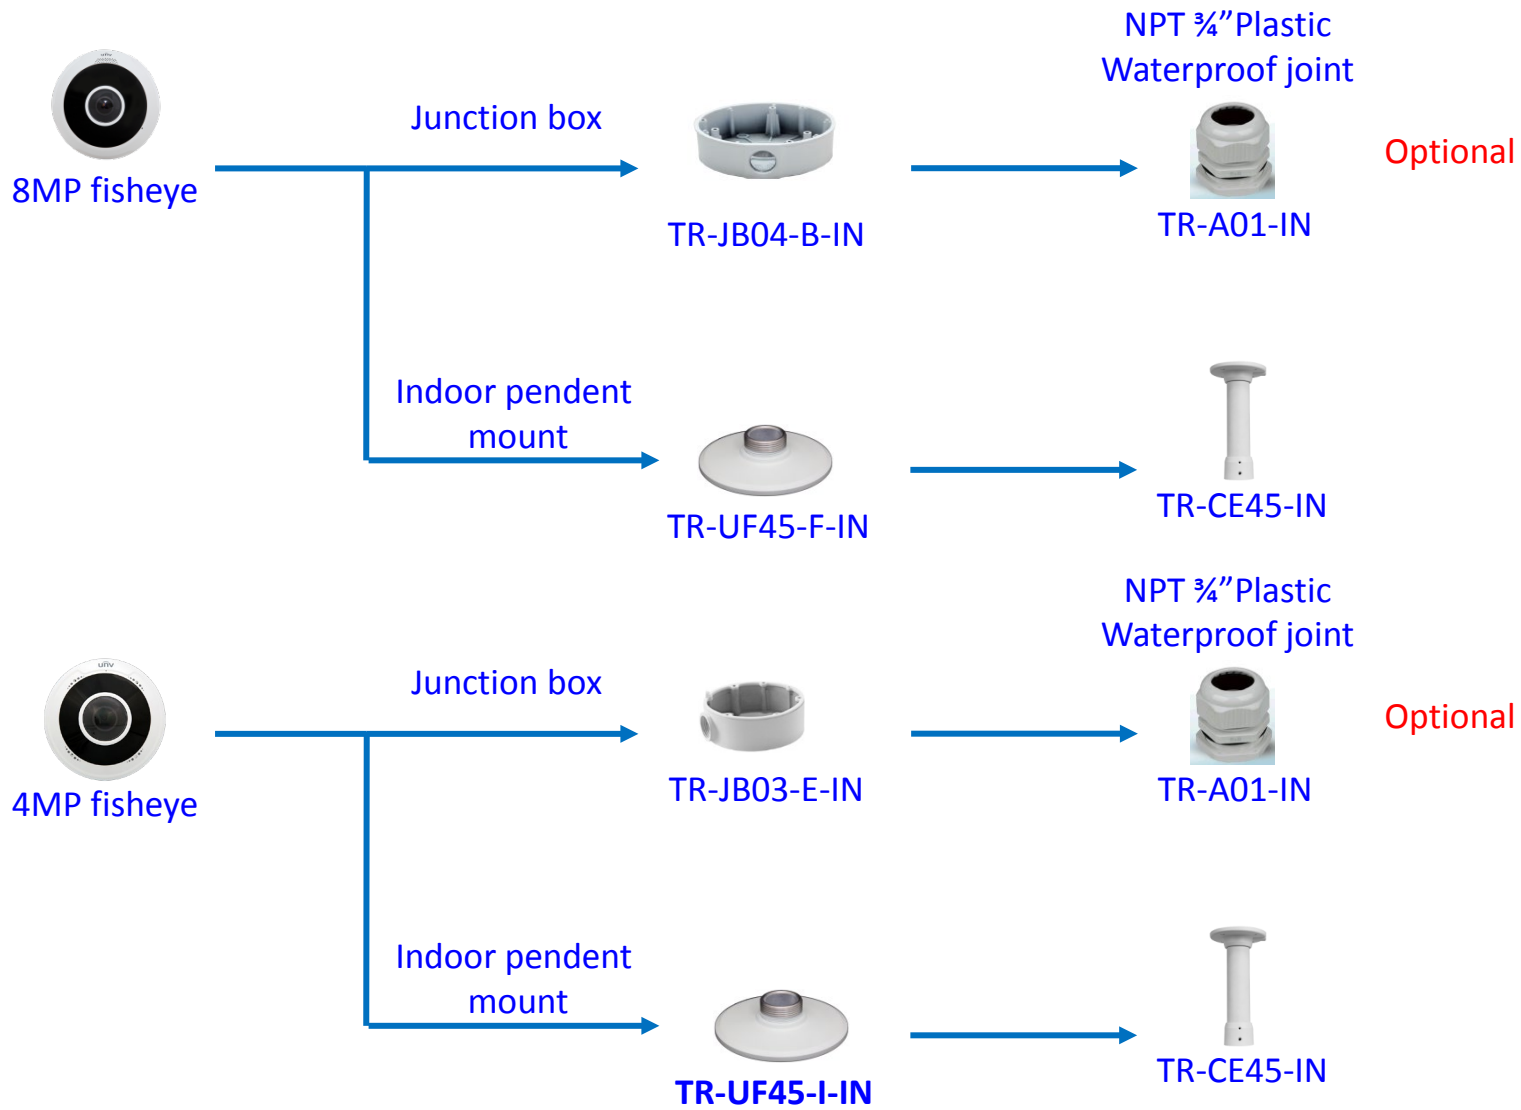 NPT ¾”Plastic
Waterproof joint
unv
Junction box
Optional
8MP fisheye
TR-JB04-B-IN
TR-A01-IN
Indoor pendent
mount
TR-UF45-F-IN
TR-CE45-IN
NPT ¾”Plastic
Waterproof joint
unv
Junction box
Optional
4MP fisheye
TR-JB03-E-IN
TR-A01-IN
Indoor pendent
mount
TR-UF45-I-IN
TR-CE45-IN